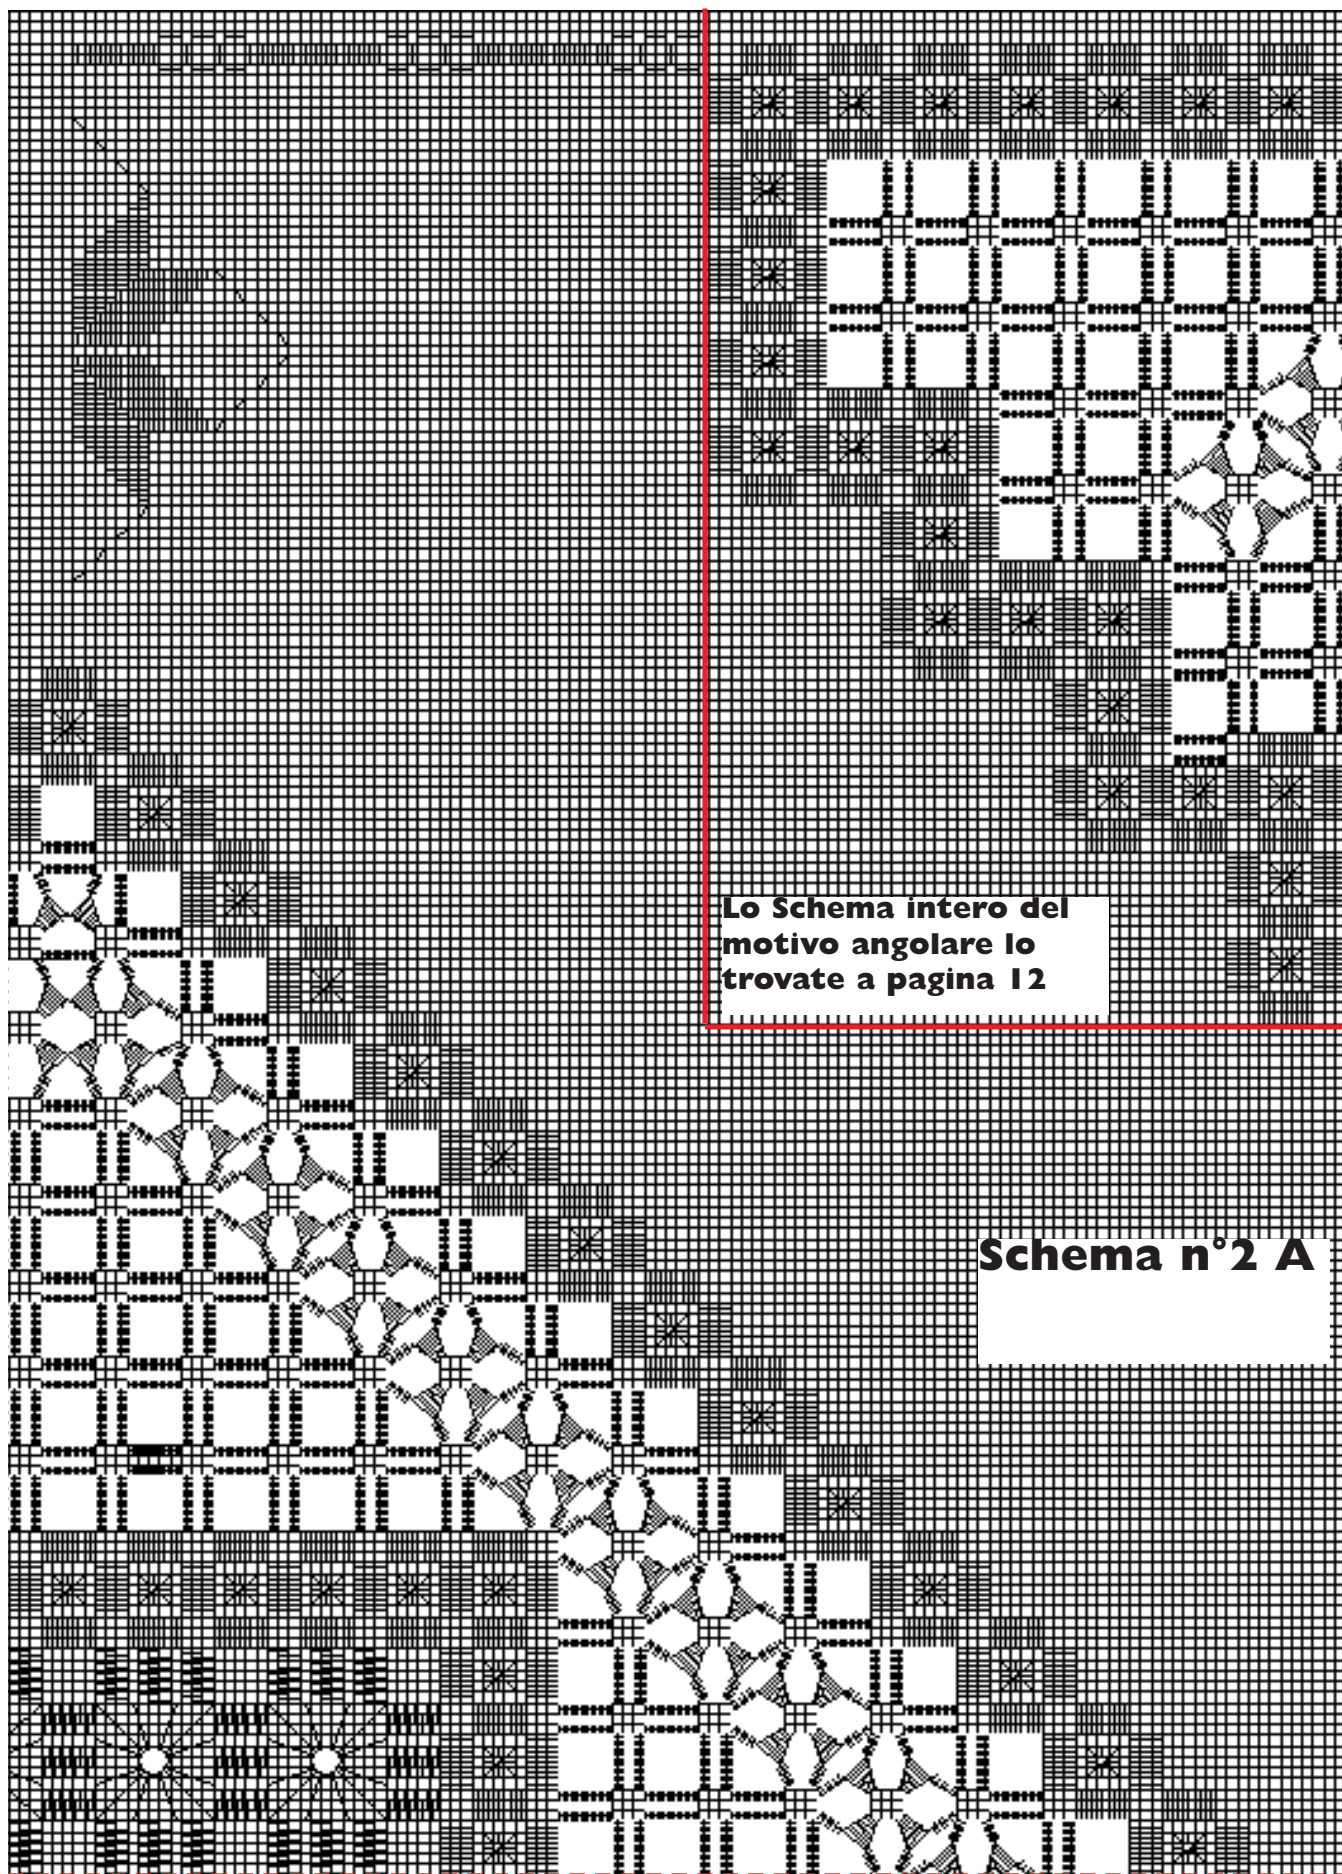 Lo Schema intero del
motivo angolare lo
trovate a pagina 12
Schema n°2 A